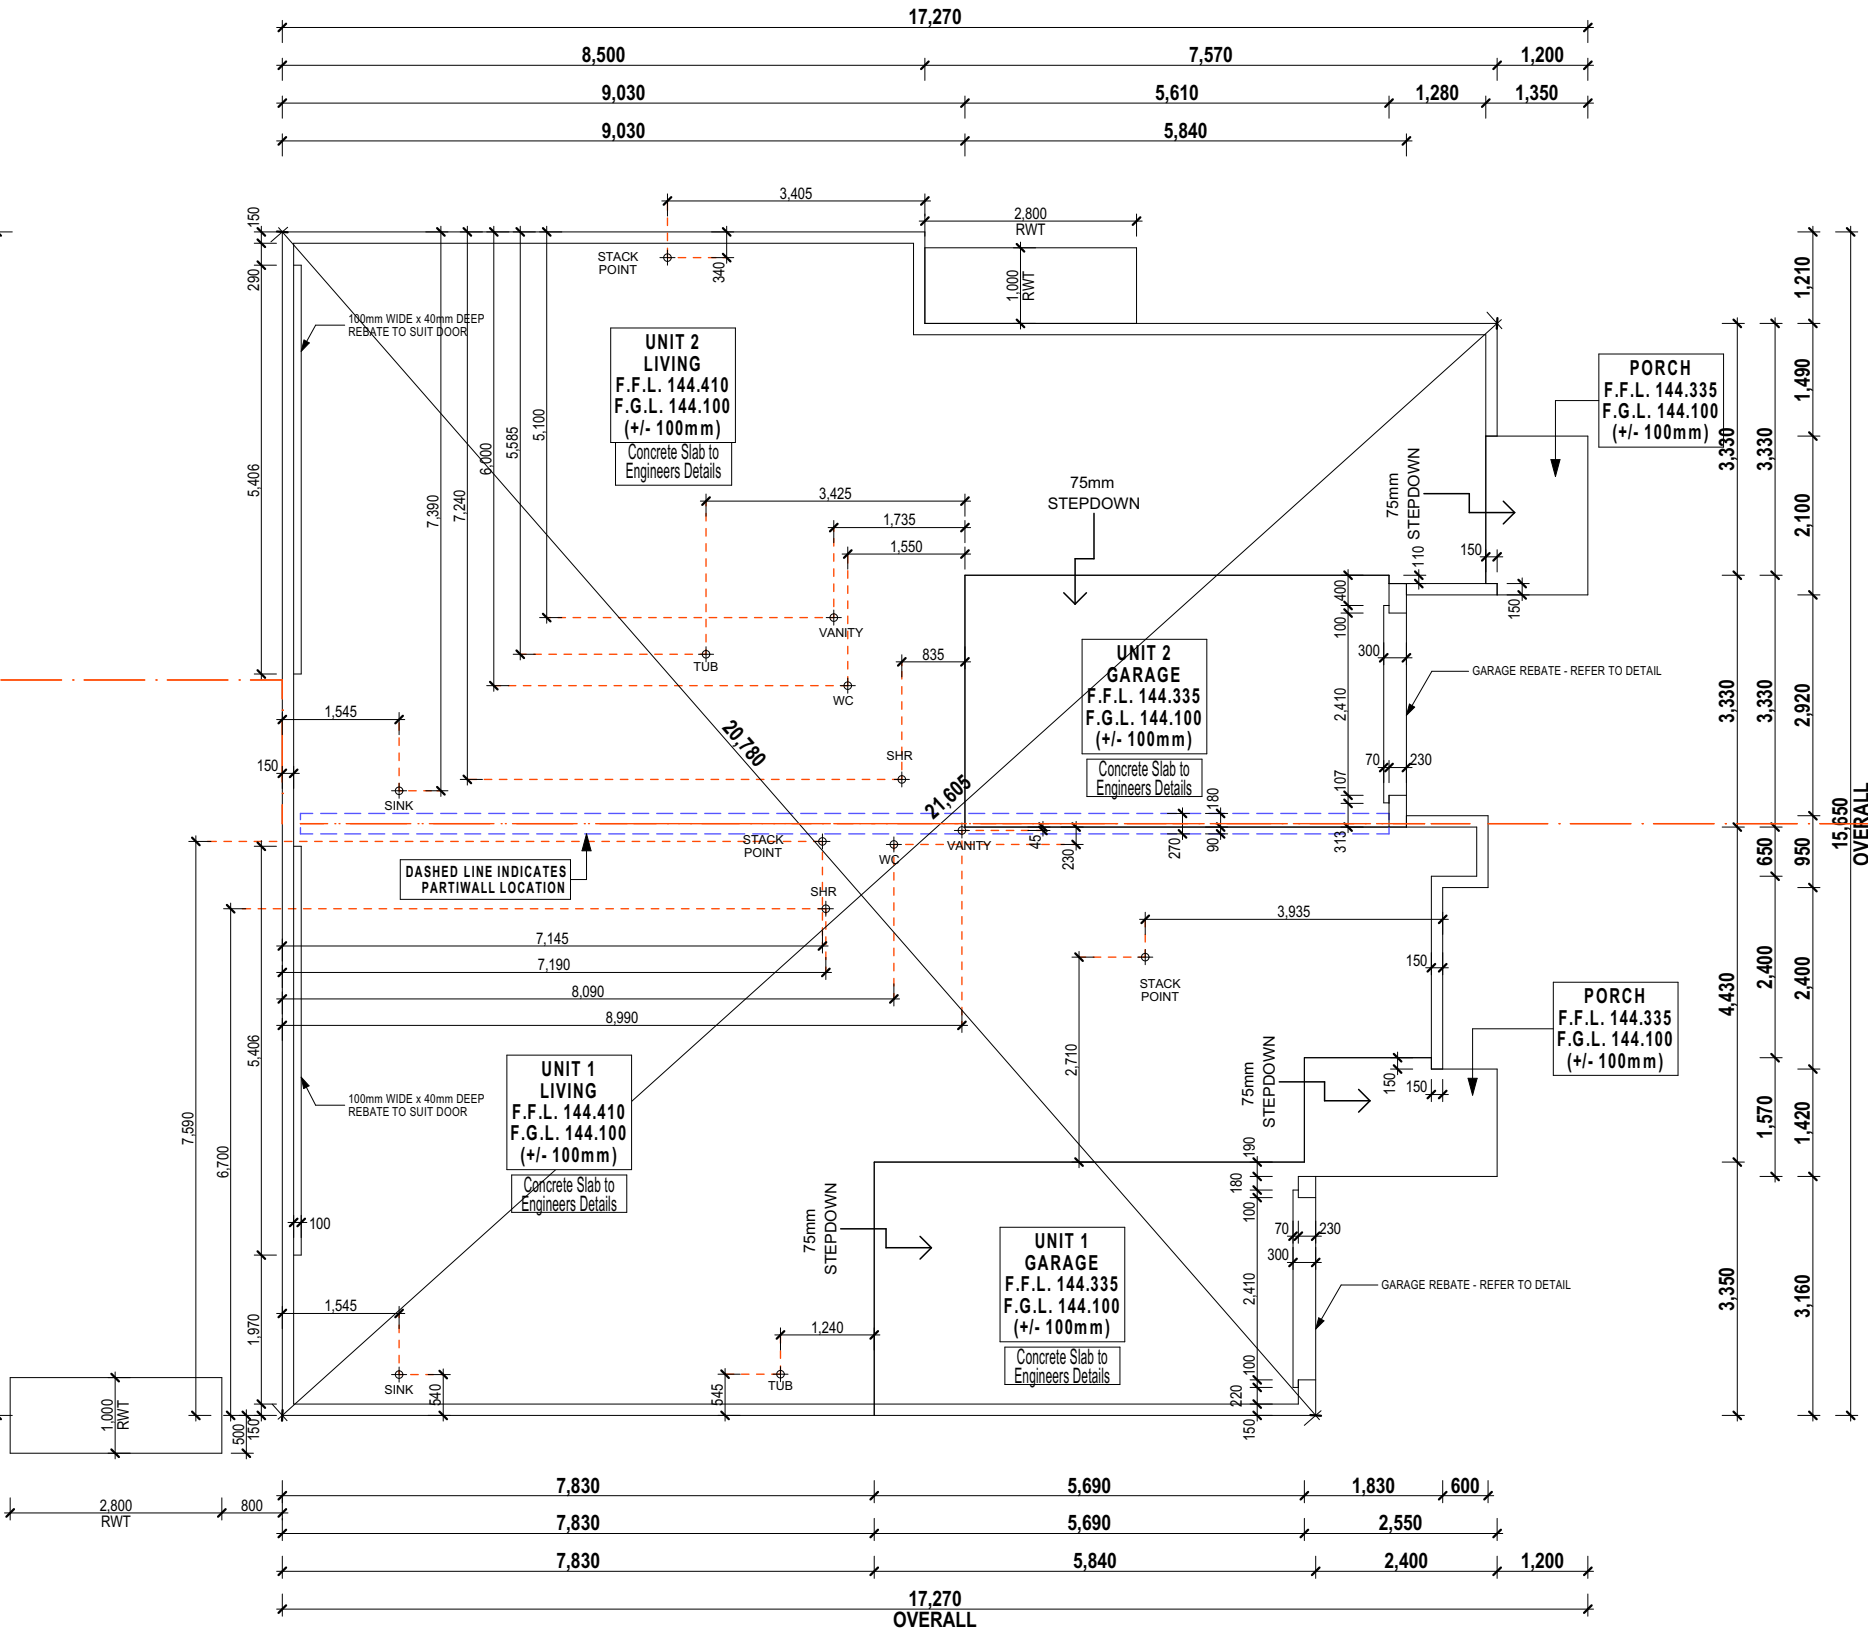 17,270
8,500
7,570
1,200
9,030
5,610
1,280
1,350
9,030
5,840
3,405
2,800
RWT
1,000
RWT
150
290
5,406
STACK
POINT
340
100mm WIDE x 40mm DEEP
REBATE TO SUIT DOOR
UNIT 2
LIVING
F.F.L. 144.410
F.G.L. 144.100
(+/- 100mm)
Concrete Slab to
Engineers Details
7,390
7,240
6,000
5,585
5,100
3,425
1,735
1,550
835
VANITY
TUB
WC
SHR
SINK
1,545
150
75mm
STEPDOWN
75mm
STEPDOWN
PORCH
F.F.L. 144.335
F.G.L. 144.100
(+/- 100mm)
110
150
150
400
100
300
2,410
70
230
107
313
UNIT 2
GARAGE
F.F.L. 144.335
F.G.L. 144.100
(+/- 100mm)
Concrete Slab to
Engineers Details
GARAGE REBATE - REFER TO DETAIL
1,210
1,490
2,100
2,920
950
2,400
1,420
3,160
3,330
3,330
650
2,400
1,570
3,330
3,330
4,430
3,350
15,650
OVERALL
20,780
21,605
180
270
90
45
230
STACK
POINT
WC
VANITY
SHR
DASHED LINE INDICATES
PARTIWALL LOCATION
7,145
7,190
8,090
8,990
3,935
150
STACK
POINT
2,710
PORCH
F.F.L. 144.335
F.G.L. 144.100
(+/- 100mm)
75mm
STEPDOWN
150
150
5,406
7,590
6,700
100mm WIDE x 40mm DEEP
REBATE TO SUIT DOOR
UNIT 1
LIVING
F.F.L. 144.410
F.G.L. 144.100
(+/- 100mm)
Concrete Slab to
Engineers Details
100
1,545
1,970
SINK
540
545
TUB
1,240
75mm
STEPDOWN
UNIT 1
GARAGE
F.F.L. 144.335
F.G.L. 144.100
(+/- 100mm)
Concrete Slab to
Engineers Details
190
180
100
70
230
300
2,410
100
220
150
GARAGE REBATE - REFER TO DETAIL
1,000
RWT
500
150
2,800
RWT
800
7,830
5,690
1,830
600
7,830
5,690
2,550
7,830
5,840
2,400
1,200
17,270
OVERALL